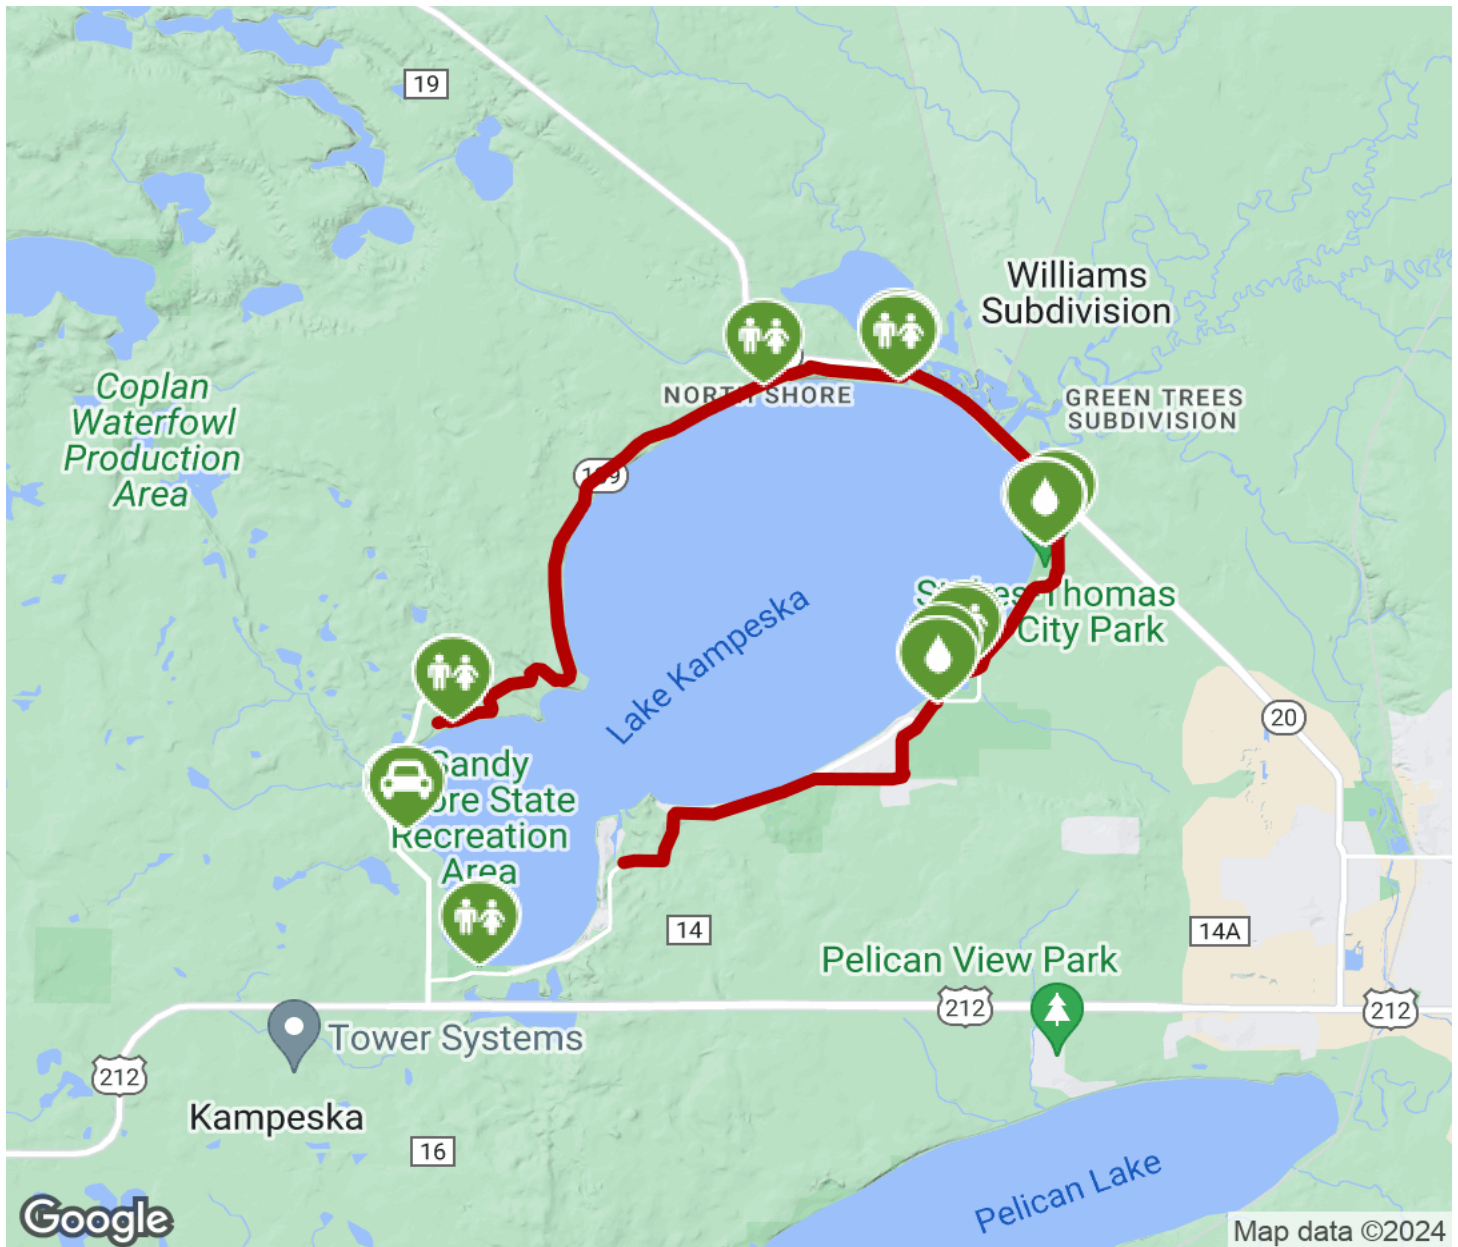 19
Williams
Subdivision
NORTH SHORE
Coplan
Waterfowl
Production
Area
GREEN TREES
SUBDIVISION
Thomas
City Park
Lake Kampeska
20
Sandy
State
Recreation
Area
14
14A
Pelican View Park
212
212
Tower Systems
212
Kampeska
16
Pelican Lake
Google
Map data ©2024